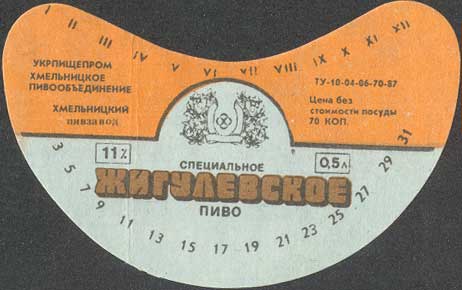 I II III IV V VI VII VIII IX X XI XII
УКРПИЩЕПРОМ
ХМЕЛЬНИЦКОЕ
ПИВООБЪЕДИНЕНИЕ
ХМЕЛЬНИЦКИЙ
ПИВЗАВОД
ТУ-18-04-06-70-87
Цена без
стоимости посуды
70 КОП.
11%
СПЕЦИАЛЬНОЕ
0,5л
ЖИГУЛЕВСКОЕ
ПИВО
3 5 7 9 11 13 15 17 19 21 23 25 27 29 31